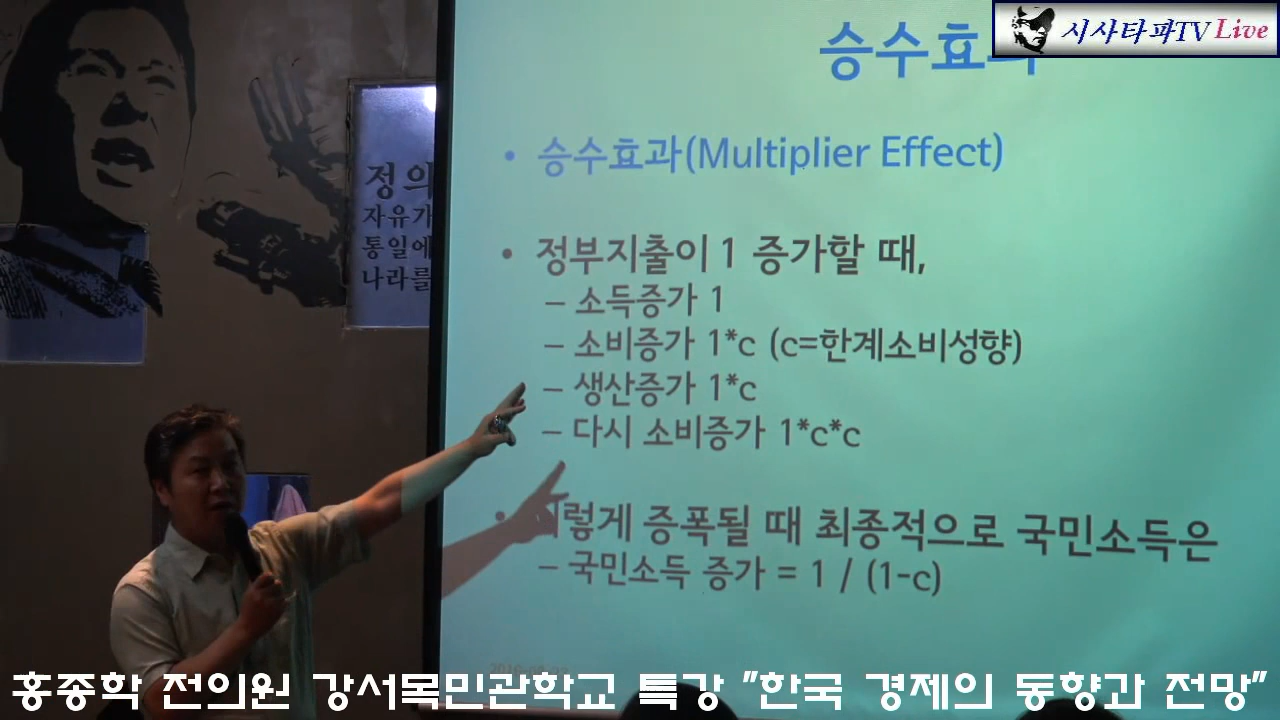 시사타파TV Live
승수효과
• 승수효과(Multiplier Effect)
• 정부지출이 1 증가할 때,
– 소득증가 1
– 소비증가 1*c (c=한계소비성향)
– 생산증가 1*c
– 다시 소비증가 1*c*c
• 이렇게 증폭될 때 최종적으로 국민소득은
– 국민소득 증가 = 1 / (1-c)
정의
자유가
통일에
나라를
홍종학 전의원 강서목민관학교 특강 "한국 경제의 동향과 전망"